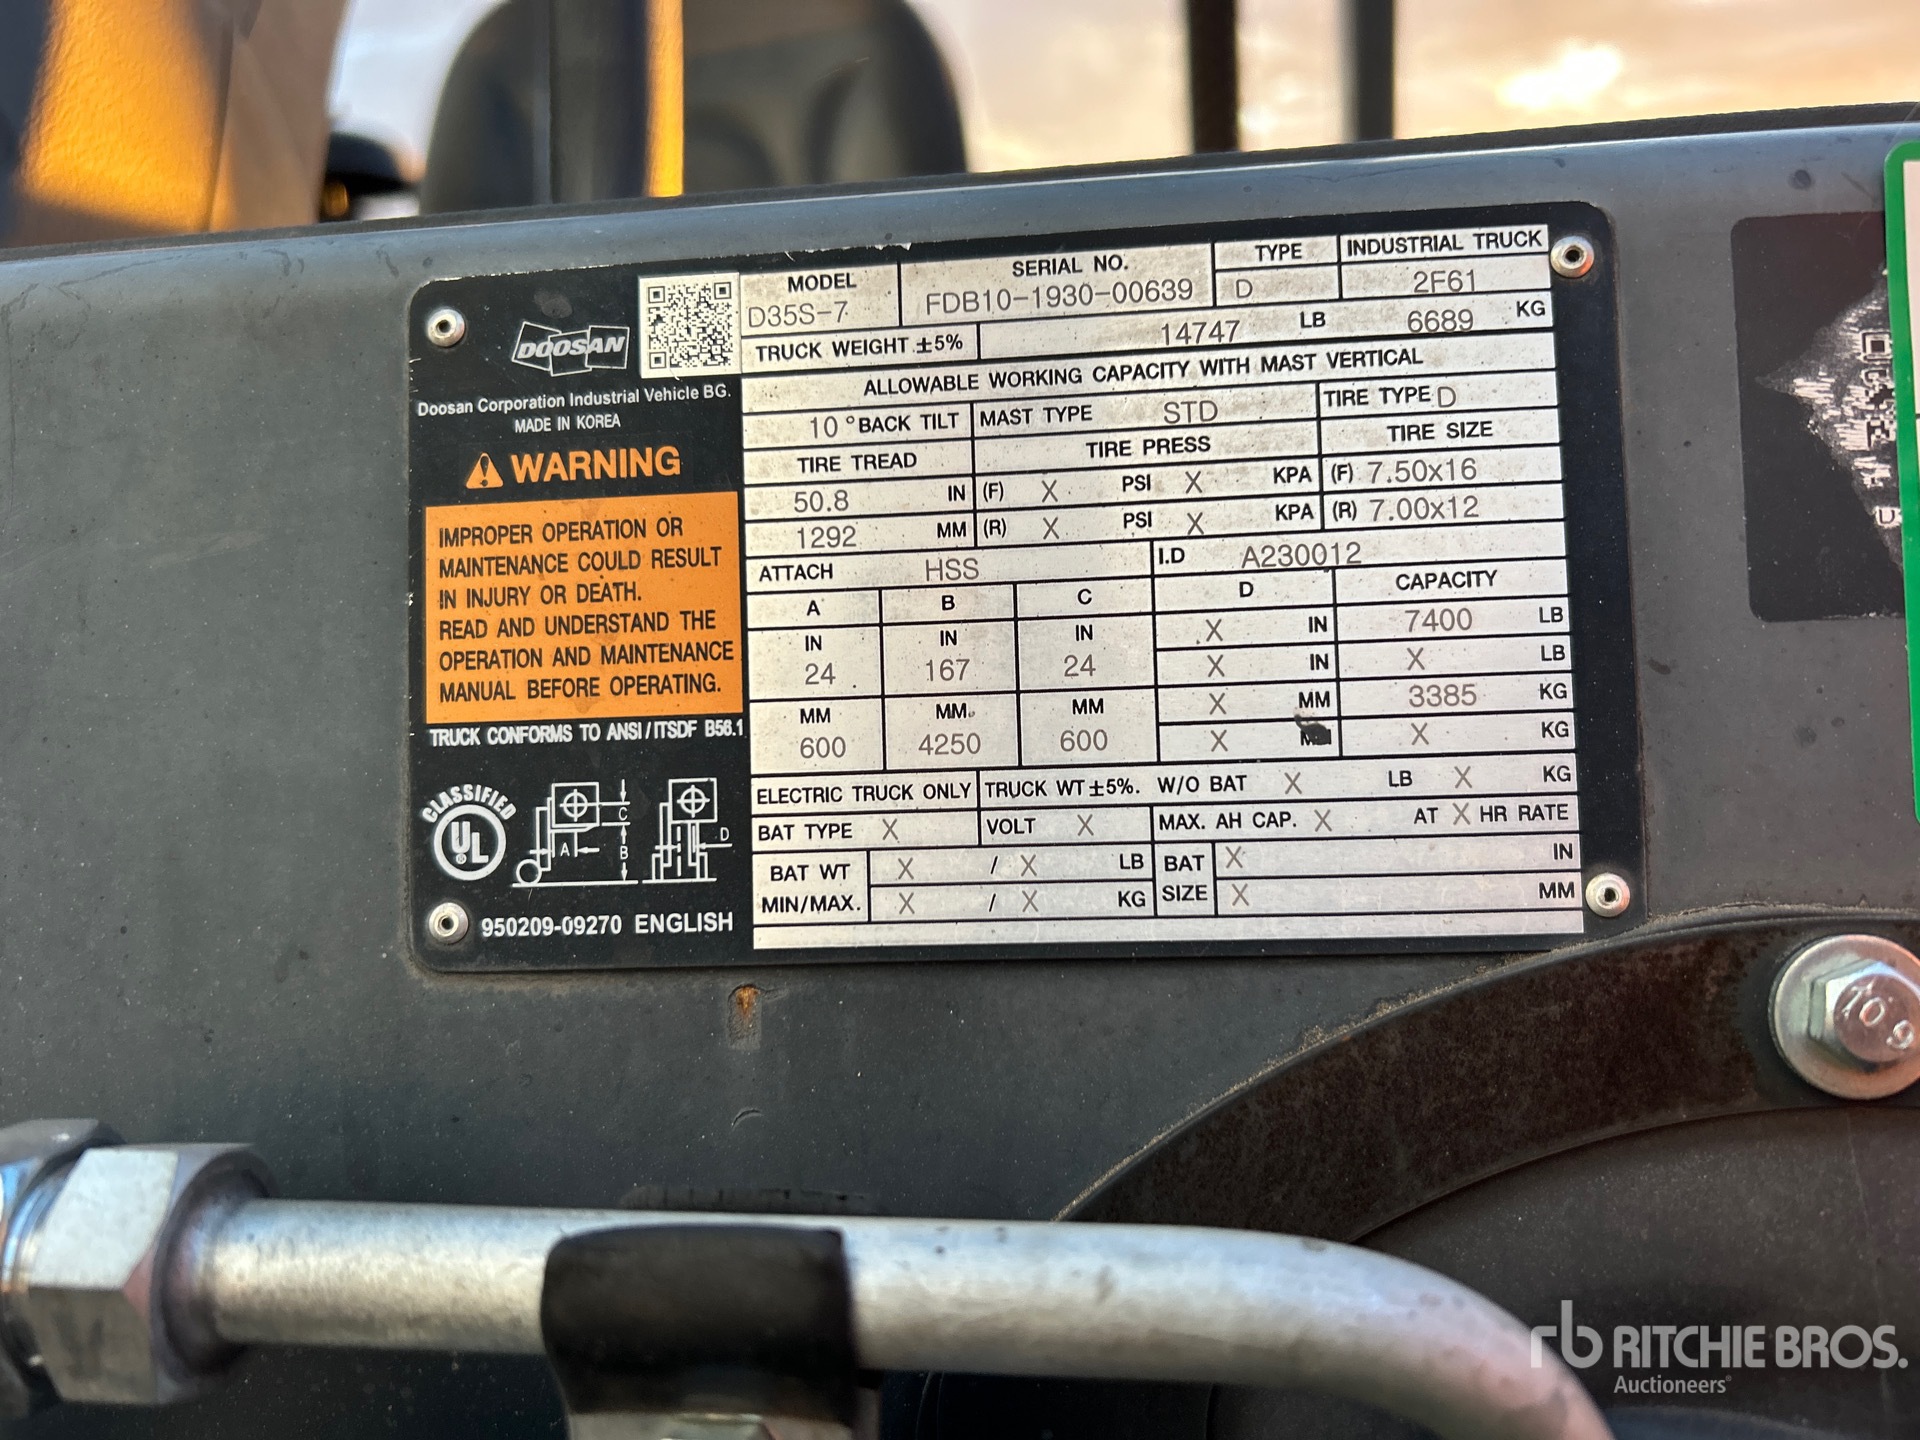 MODEL SERIAL NO. TYPE INDUSTRIAL TRUCK
D35S-7 FDB10-1930-00639 D 2F61
TRUCK WEIGHT ±5% 14747 LB 6689 KG
ALLOWABLE WORKING CAPACITY WITH MAST VERTICAL
10 °BACK TILT MAST TYPE STD TIRE TYPE D
TIRE TREAD TIRE PRESS TIRE SIZE
50.8 IN (F) X PSI X KPA (F) 7.50x16
1292 MM (R) X PSI X KPA (R) 7.00x12
ATTACH HSS I.D A230012
A B C D CAPACITY
IN IN IN X IN 7400 LB
24 167 24 X IN X LB
MM MM MM X MM 3385 KG
600 4250 600 X X KG
ELECTRIC TRUCK ONLY TRUCK WT ±5%. W/O BAT X LB X KG
BAT TYPE X VOLT X MAX. AH CAP. X AT X HR RATE
BAT WT X / X LB BAT X IN
MIN/MAX. X / X KG SIZE X MM
DOOSAN
Doosan Corporation Industrial Vehicle BG.
MADE IN KOREA
WARNING
IMPROPER OPERATION OR
MAINTENANCE COULD RESULT
IN INJURY OR DEATH.
READ AND UNDERSTAND THE
OPERATION AND MAINTENANCE
MANUAL BEFORE OPERATING.
TRUCK CONFORMS TO ANSI/ITSDF B56.1
CLASSIFIED
UL
®
A B C D
950209-09270 ENGLISH
10.9
rb RITCHIE BROS.
Auctioneers